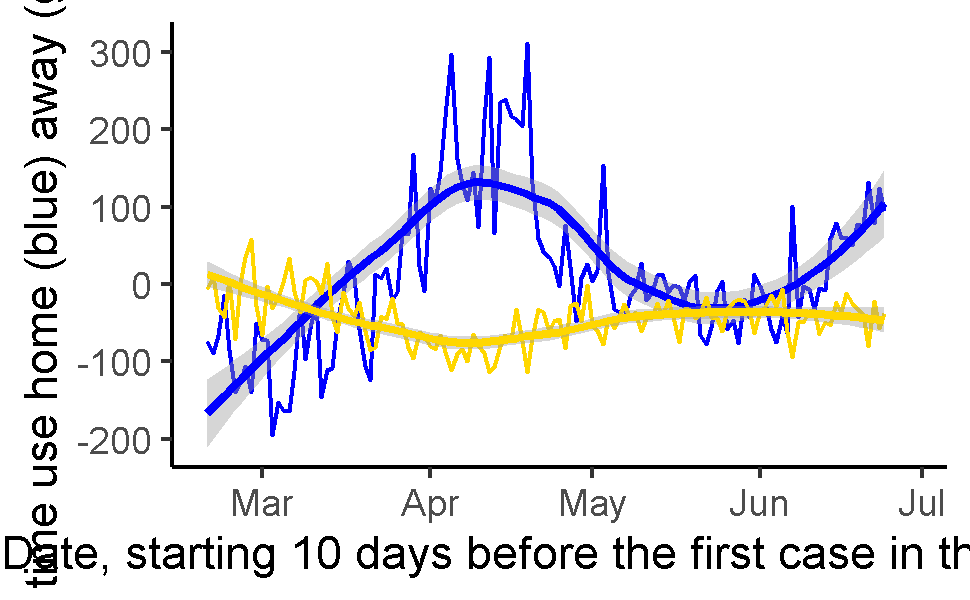 time use home (blue) away (
300
200
100
0
-100
-200
Mar Apr May Jun Jul
Date, starting 10 days before the first case in th